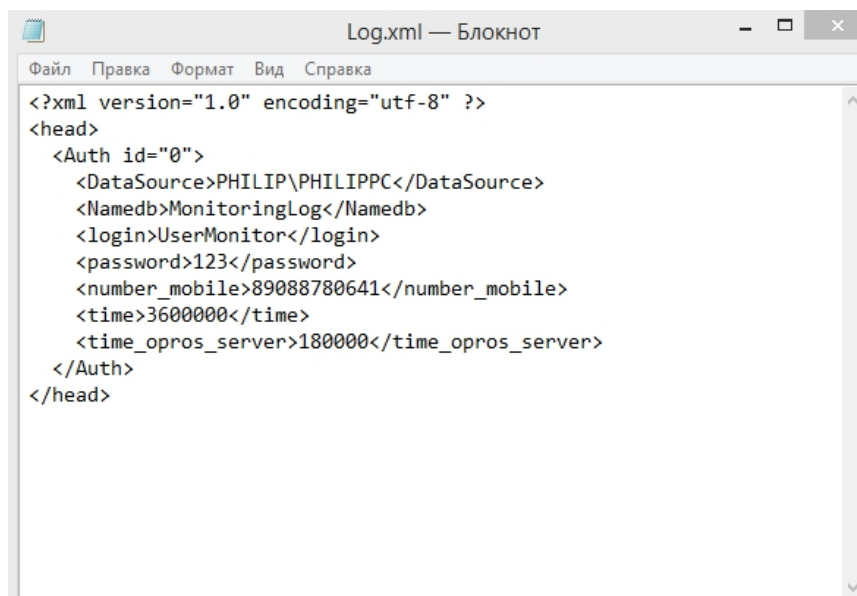 Log.xml — Блокнот
Файл Правка Формат Вид Справка
<?xml version="1.0" encoding="utf-8" ?>
<head>
  <Auth id="0">
    <DataSource>PHILIP\PHILIPPC</DataSource>
    <Namedb>MonitoringLog</Namedb>
    <login>UserMonitor</login>
    <password>123</password>
    <number_mobile>89088780641</number_mobile>
    <time>3600000</time>
    <time_opros_server>180000</time_opros_server>
  </Auth>
</head>